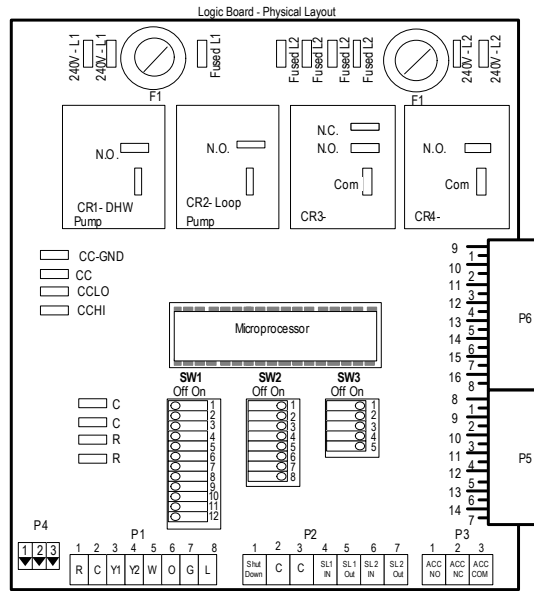 Logic Board - Physical Layout
240V - L1
240V - L1
Fused L1
Fused L2
Fused L2
Fused L2
Fused L2
240V - L2
240V - L2
F1
F1
N.O.
CR1- DHW
Pump
N.O.
CR2- Loop
Pump
N.C.
N.O.
Com
CR3-
N.O.
Com
CR4-
CC-GND
CC
CCLO
CCHI
Microprocessor
9
1
10
2
11
3
12
4
13
5
14
6
15
7
16
8
P6
SW1
Off On
1
2
3
4
5
6
7
8
9
10
11
12
SW2
Off On
1
2
3
4
5
6
7
8
SW3
Off On
1
2
3
4
5
8
1
9
2
10
3
11
4
12
5
13
6
14
7
P5
C
C
R
R
P4
1 2 3
P1
1 2 3 4 5 6 7 8
R C Y1 Y2 W O G L
P2
1 2 3 4 5 6 7
Shut Down C C SL1 IN SL 1 Out SL 2 IN SL 2 Out
P3
1 2 3
ACC NO ACC NC ACC COM